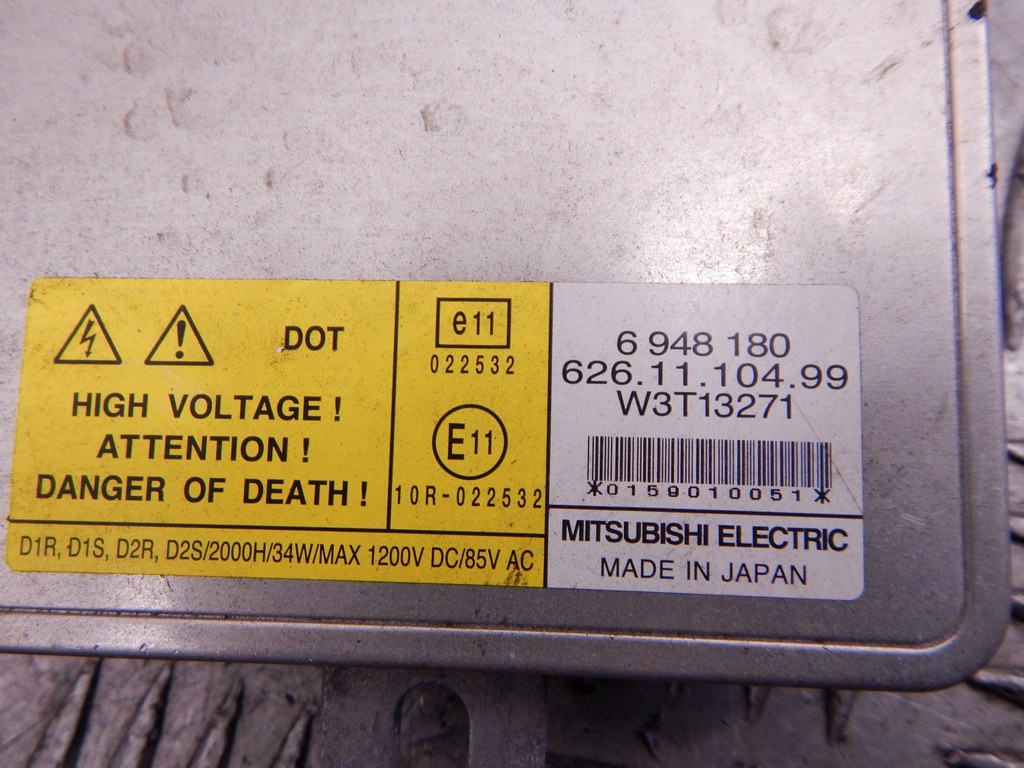 DOT
HIGH VOLTAGE !
ATTENTION !
DANGER OF DEATH !
e11
022532
E11
10R-022532
D1R, D1S, D2R, D2S/2000H/34W/MAX 1200V DC/85V AC
6 948 180
626.11.104.99
W3T13271
*0159010051*
MITSUBISHI ELECTRIC
MADE IN JAPAN